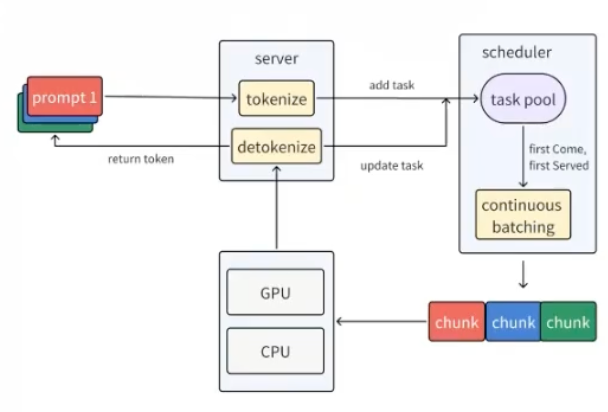 server
scheduler
prompt 1
tokenize
add task
task pool
detokenize
return token
update task
first Come,
first Served
continuous
batching
GPU
CPU
chunk
chunk
chunk